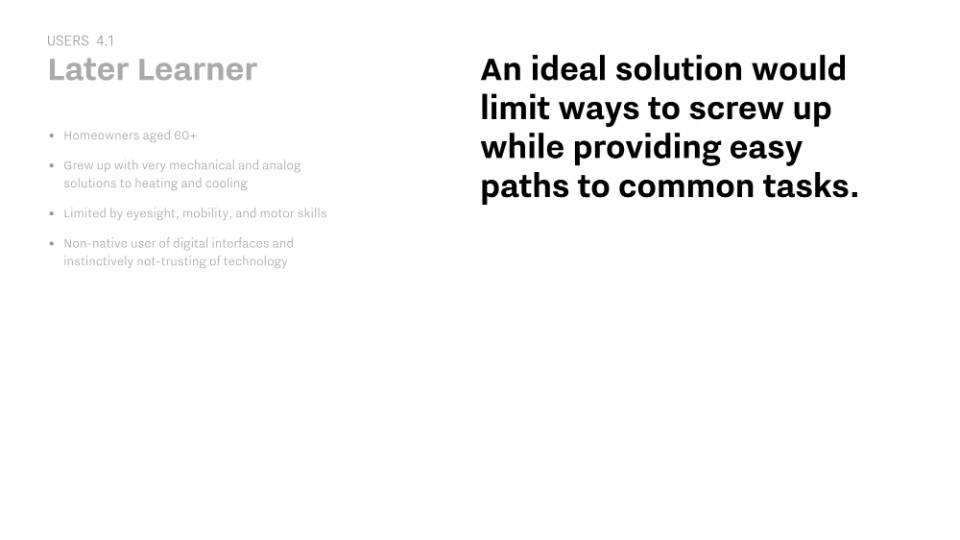 USERS 4.1
Later Learner
• Homeowners aged 60+
• Grew up with very mechanical and analog
solutions to heating and cooling
• Limited by eyesight, mobility, and motor skills
• Non-native user of digital interfaces and
instinctively not-trusting of technology
An ideal solution would
limit ways to screw up
while providing easy
paths to common tasks.